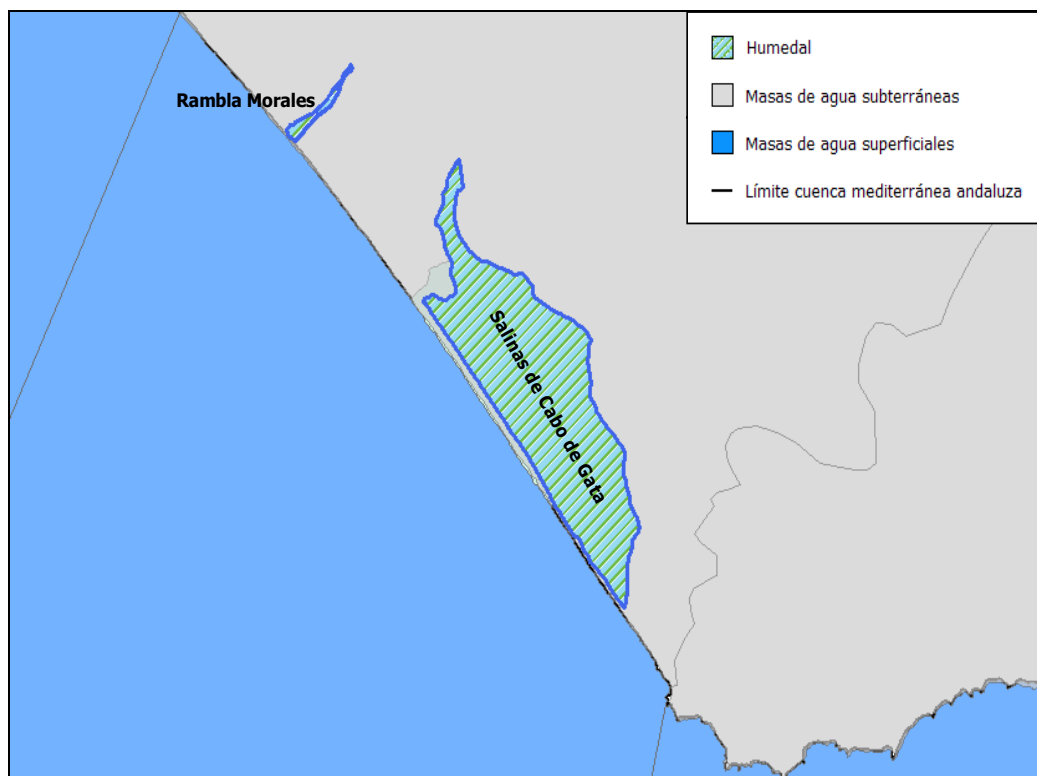 Humedal
Masas de agua subterráneas
Masas de agua superficiales
Límite cuenca mediterránea andaluza
Rambla Morales
Salinas de Cabo de Gata